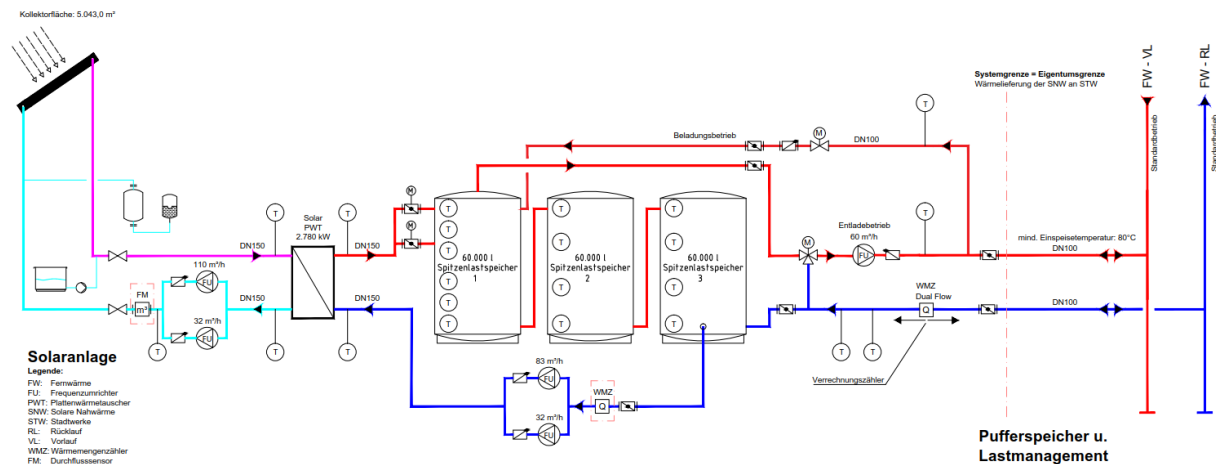 Kollektorfläche: 5.043,0 m²
Systemgrenze = Eigentumsgrenze
Wärmelieferung der SNW an STW
FW - VL
FW - RL
Standardbetrieb
Standardbetrieb
T
M
Beladungsbetrieb
DN100
M
M
T
T
Solar
PWT
2.780 kW
T
DN150
DN150
T
T
T
T
T
T
60.000 l
Spitzenlastspeicher
1
T
T
T
T
60.000 l
Spitzenlastspeicher
2
T
T
T
T
60.000 l
Spitzenlastspeicher
3
M
Entladebetrieb
60 m³/h
FU
T
mind. Einspeisetemperatur: 80°C
DN100
110 m³/h
FU
FM
m³
DN150
DN150
32 m³/h
FU
T
T
T
WMZ
Dual Flow
Q
DN100
T
T
Verrechnungszähler
83 m³/h
FU
WMZ
Q
32 m³/h
FU
Solaranlage
Legende:
FW: Fernwärme
FU: Frequenzumrichter
PWT: Plattenwärmetauscher
SNW: Solare Nahwärme
STW: Stadtwerke
RL: Rücklauf
VL: Vorlauf
WMZ: Wärmemengenzähler
FM: Durchflusssensor
Pufferspeicher u.
Lastmanagement